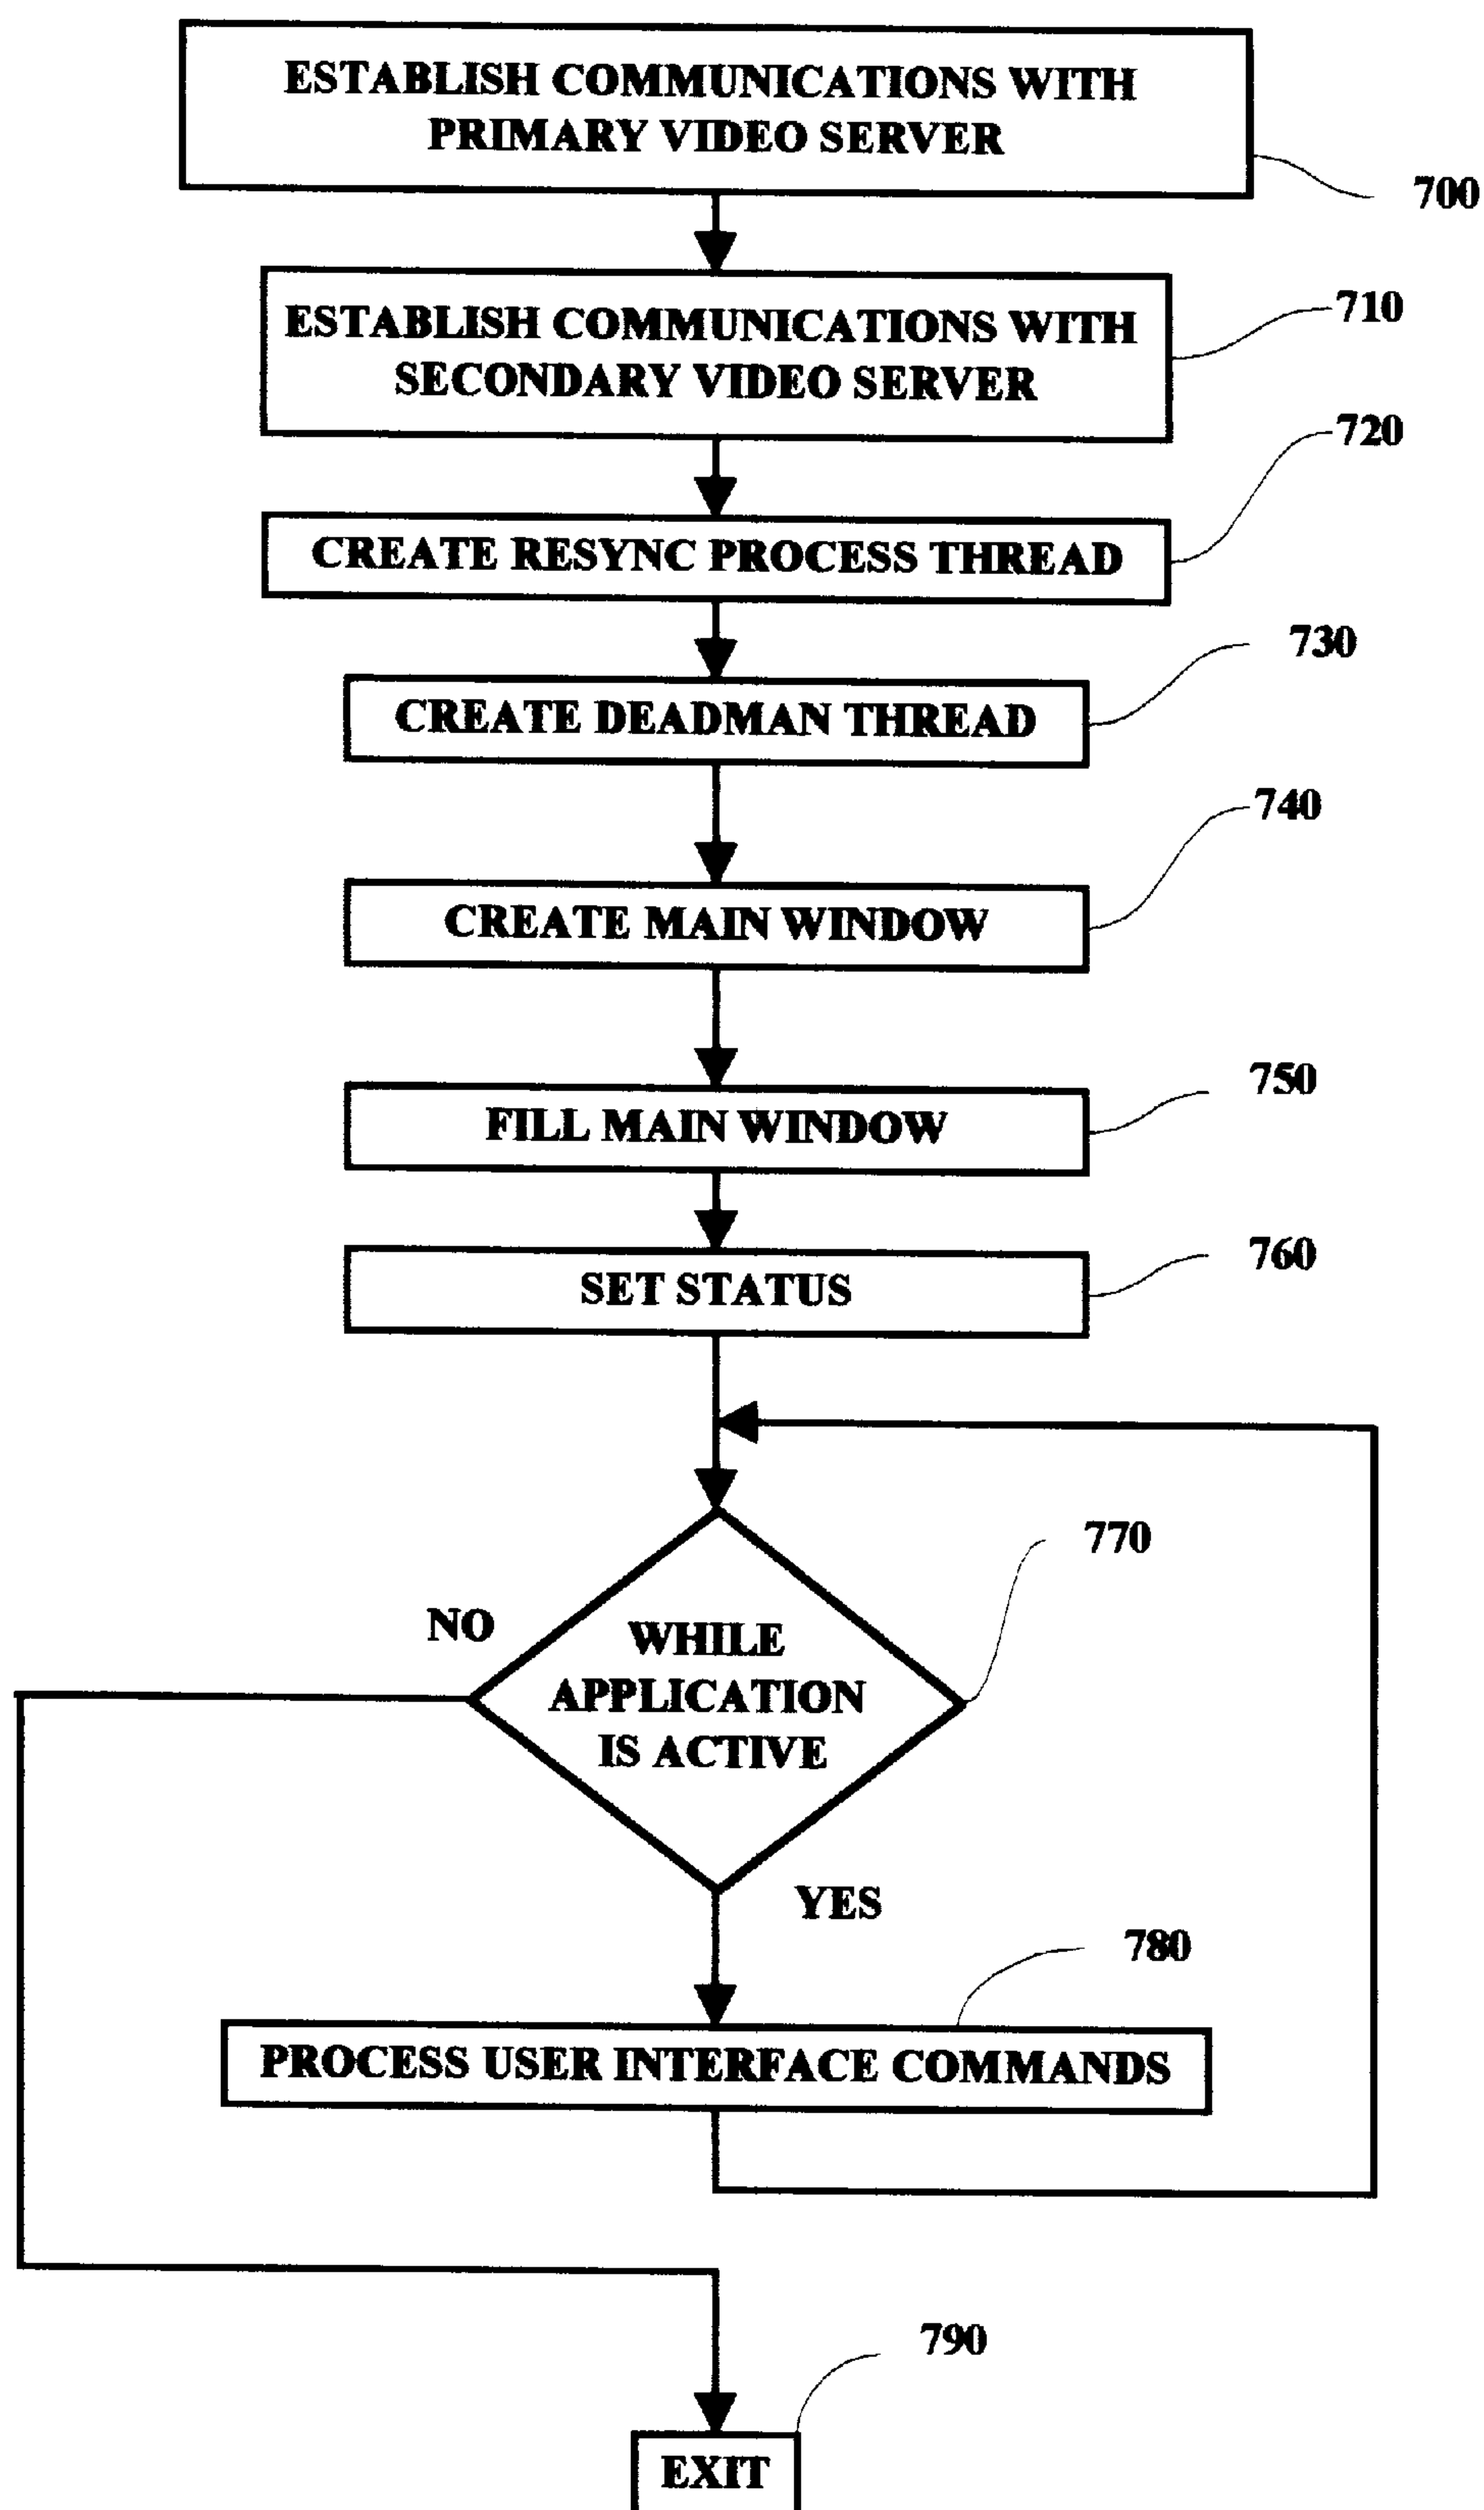 ESTABLISH COMMUNICATIONS WITH
PRIMARY VIDEO SERVER
700
ESTABLISH COMMUNICATIONS WITH
SECONDARY VIDEO SERVER
710
720
CREATE RESYNC PROCESS THREAD
730
CREATE DEADMAN THREAD
740
CREATE MAIN WINDOW
750
FILL MAIN WINDOW
760
SET STATUS
770
NO
WHILE
APPLICATION
IS ACTIVE
YES
780
PROCESS USER INTERFACE COMMANDS
790
EXIT